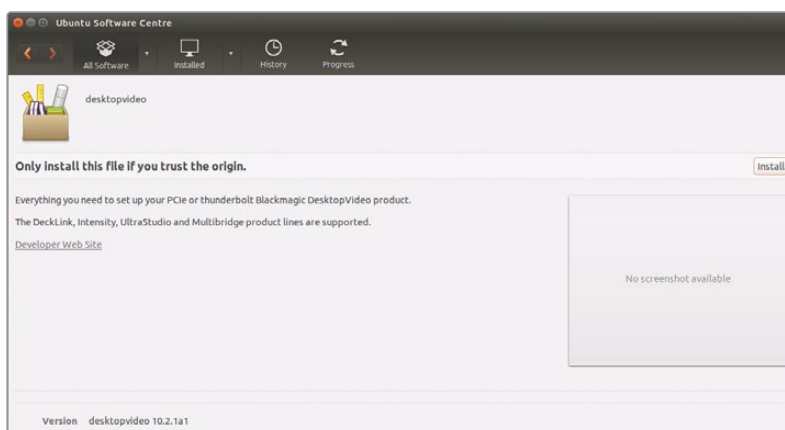 Ubuntu Software Centre
All Software
Installed
History
Progress
desktopvideo
Only install this file if you trust the origin.
Install
Everything you need to set up your PCIe or thunderbolt Blackmagic DesktopVideo product.
The DeckLink, Intensity, UltraStudio and Multibridge product lines are supported.
Developer Web Site
No screenshot available
Version desktopvideo 10.2.1a1